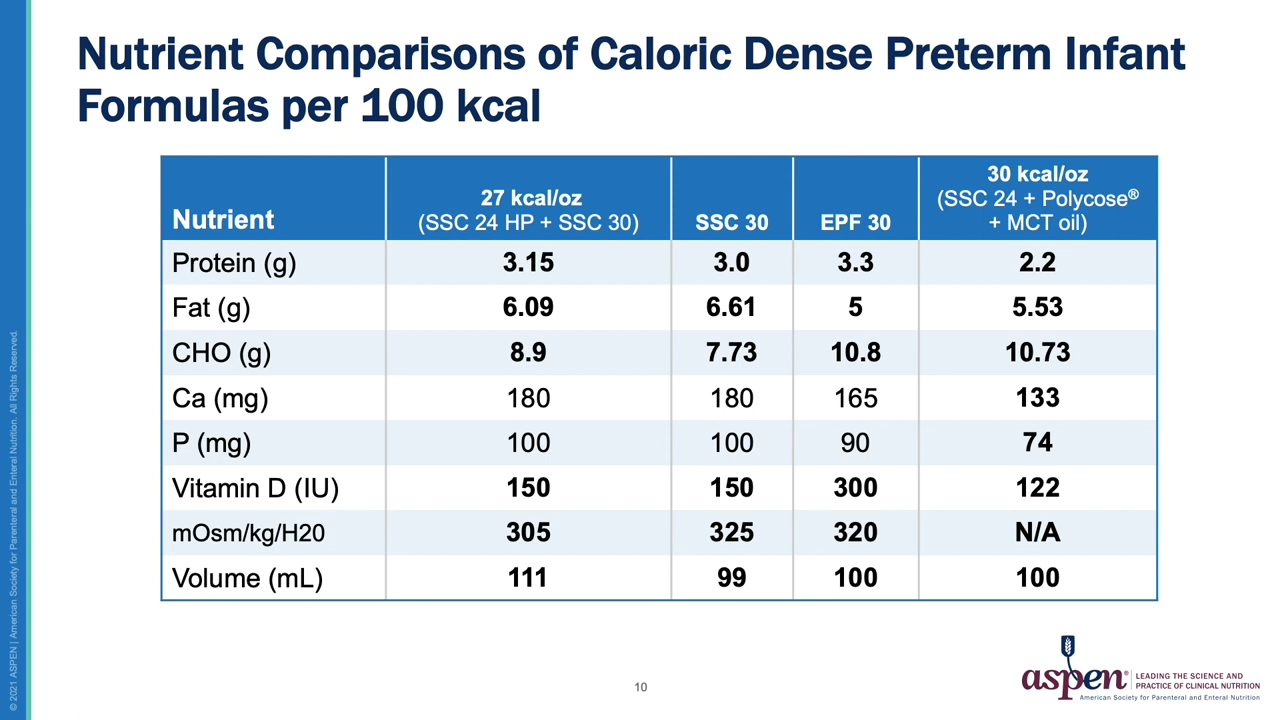 Nutrient Comparisons of Caloric Dense Preterm Infant
Formulas per 100 kcal
Nutrient
27 kcal/oz
(SSC 24 HP + SSC 30)
SSC 30
EPF 30
30 kcal/oz
(SSC 24 + Polycose®
+ MCT oil)
Protein (g) 3.15 3.0 3.3 2.2
Fat (g) 6.09 6.61 5 5.53
CHO (g) 8.9 7.73 10.8 10.73
Ca (mg) 180 180 165 133
P (mg) 100 100 90 74
Vitamin D (IU) 150 150 300 122
mOsm/kg/H20 305 325 320 N/A
Volume (mL) 111 99 100 100
© 2021 ASPEN | American Society for Parenteral and Enteral Nutrition. All Rights Reserved.
10
aspen®
LEADING THE SCIENCE AND
PRACTICE OF CLINICAL NUTRITION
American Society for Parenteral and Enteral Nutrition